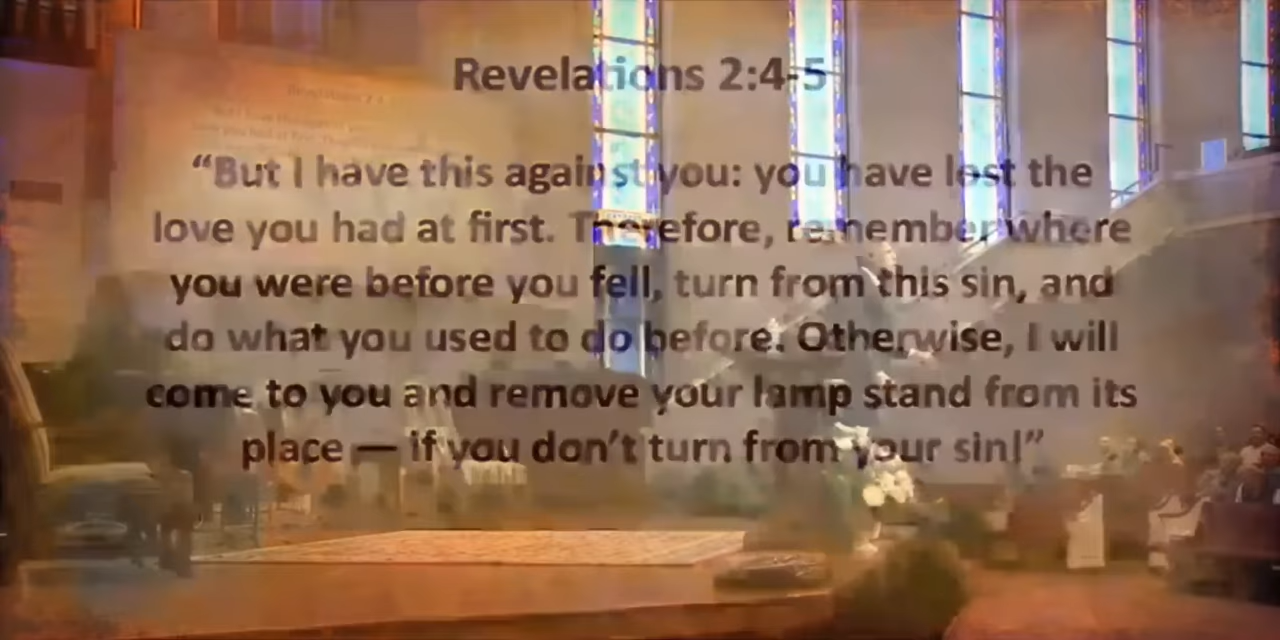 Revelations 2:4-5
“But I have this against you: you have lost the
love you had at first. Therefore, remember where
you were before you fell, turn from this sin, and
do what you used to do before. Otherwise, I will
come to you and remove your lamp stand from its
place — if you don’t turn from your sin!”